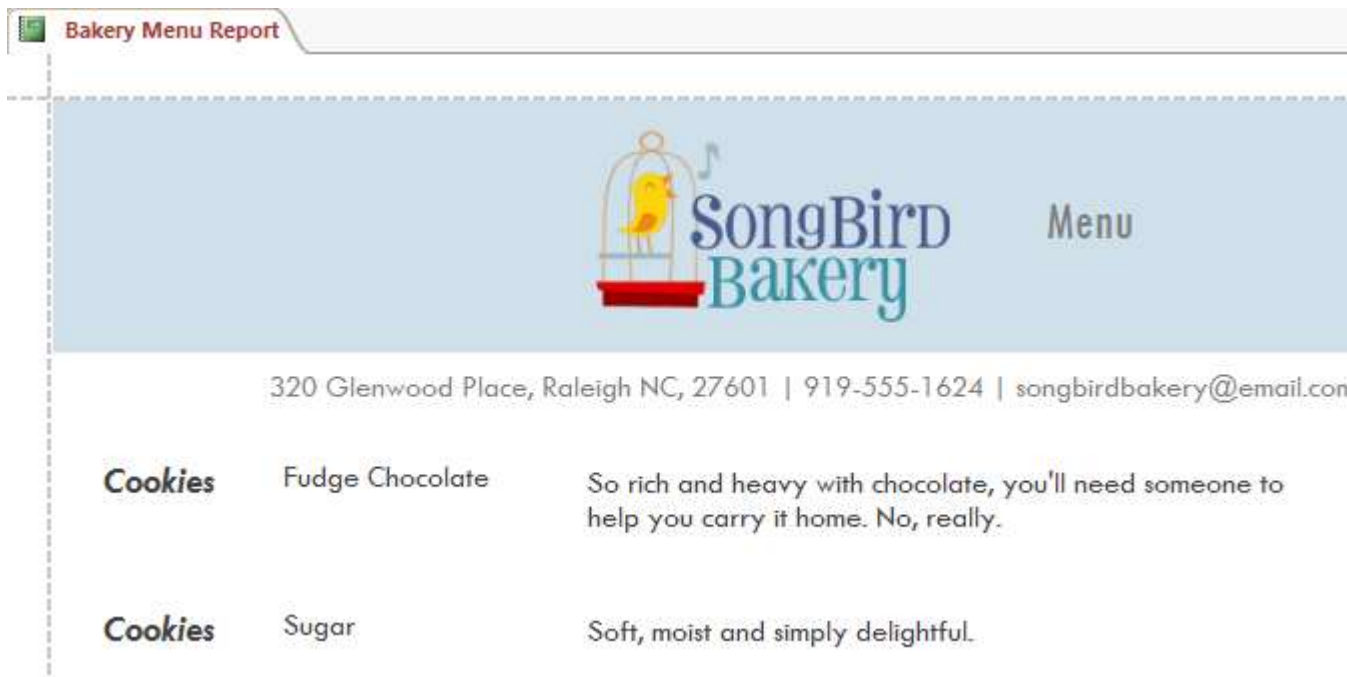 Bakery Menu Report
SongBird
Bakery
Menu
320 Glenwood Place, Raleigh NC, 27601 | 919-555-1624 | songbirdbakery@email.com
Cookies Fudge Chocolate So rich and heavy with chocolate, you'll need someone to
help you carry it home. No, really.
Cookies Sugar Soft, moist and simply delightful.